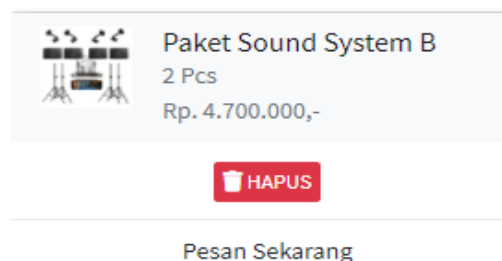 Paket Sound System B
2 Pcs
Rp. 4.700.000,-
HAPUS
Pesan Sekarang